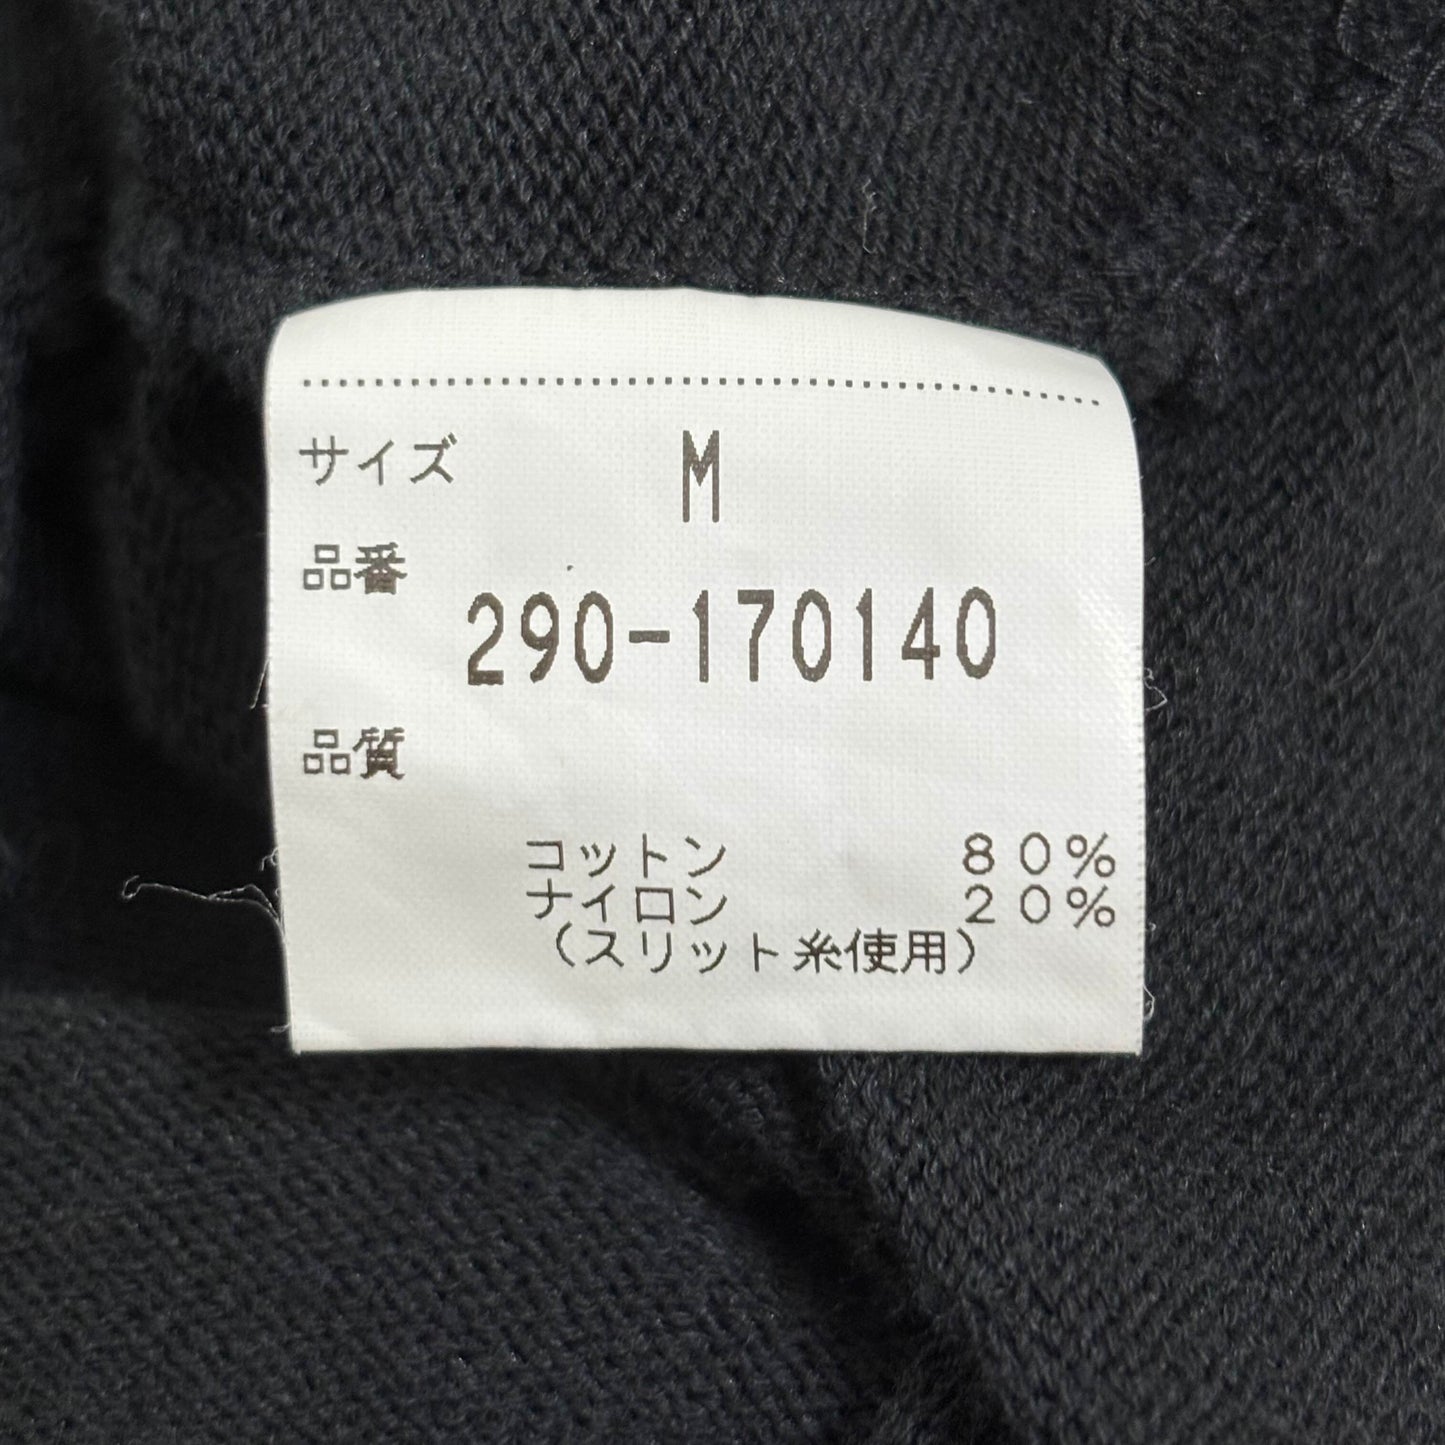 サイズ M
品番
290-170140
品質
コットン 80%
ナイロン 20%
(スリット糸使用)